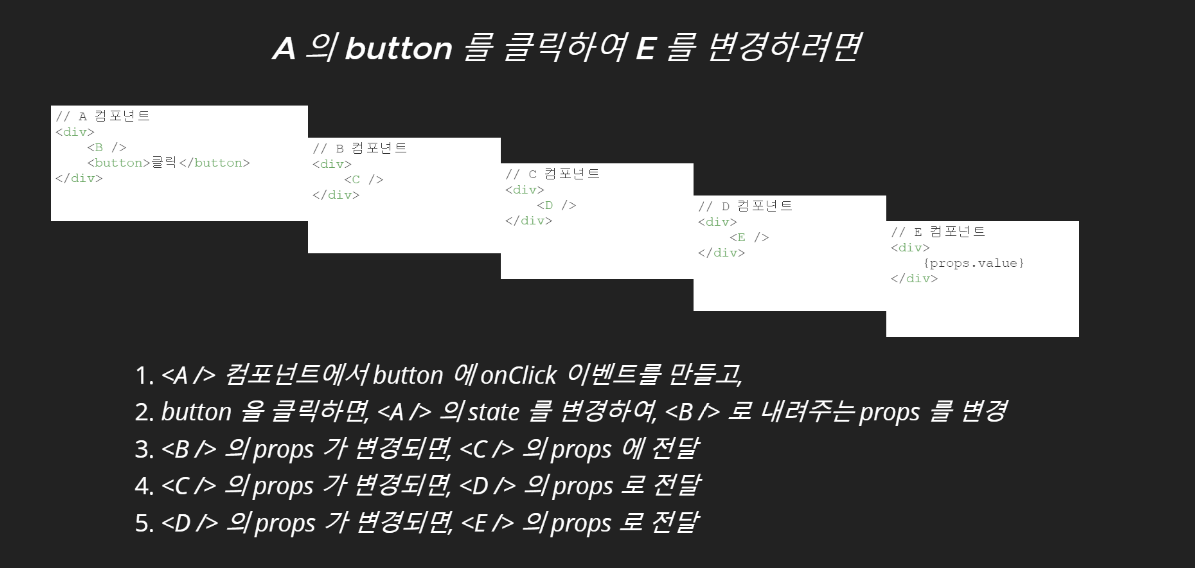 A 의 button 를 클릭하여 E 를 변경하려면
// A 컴포넌트
<div>
    <B />
    <button>클릭</button>
</div>
// B 컴포넌트
<div>
    <C />
</div>
// C 컴포넌트
<div>
    <D />
</div>
// D 컴포넌트
<div>
    <E />
</div>
// E 컴포넌트
<div>
    {props.value}
</div>
1. <A /> 컴포넌트에서 button 에 onClick 이벤트를 만들고,
2. button 을 클릭하면, <A /> 의 state 를 변경하여, <B /> 로 내려주는 props 를 변경
3. <B /> 의 props 가 변경되면, <C /> 의 props 에 전달
4. <C /> 의 props 가 변경되면, <D /> 의 props 로 전달
5. <D /> 의 props 가 변경되면, <E /> 의 props 로 전달